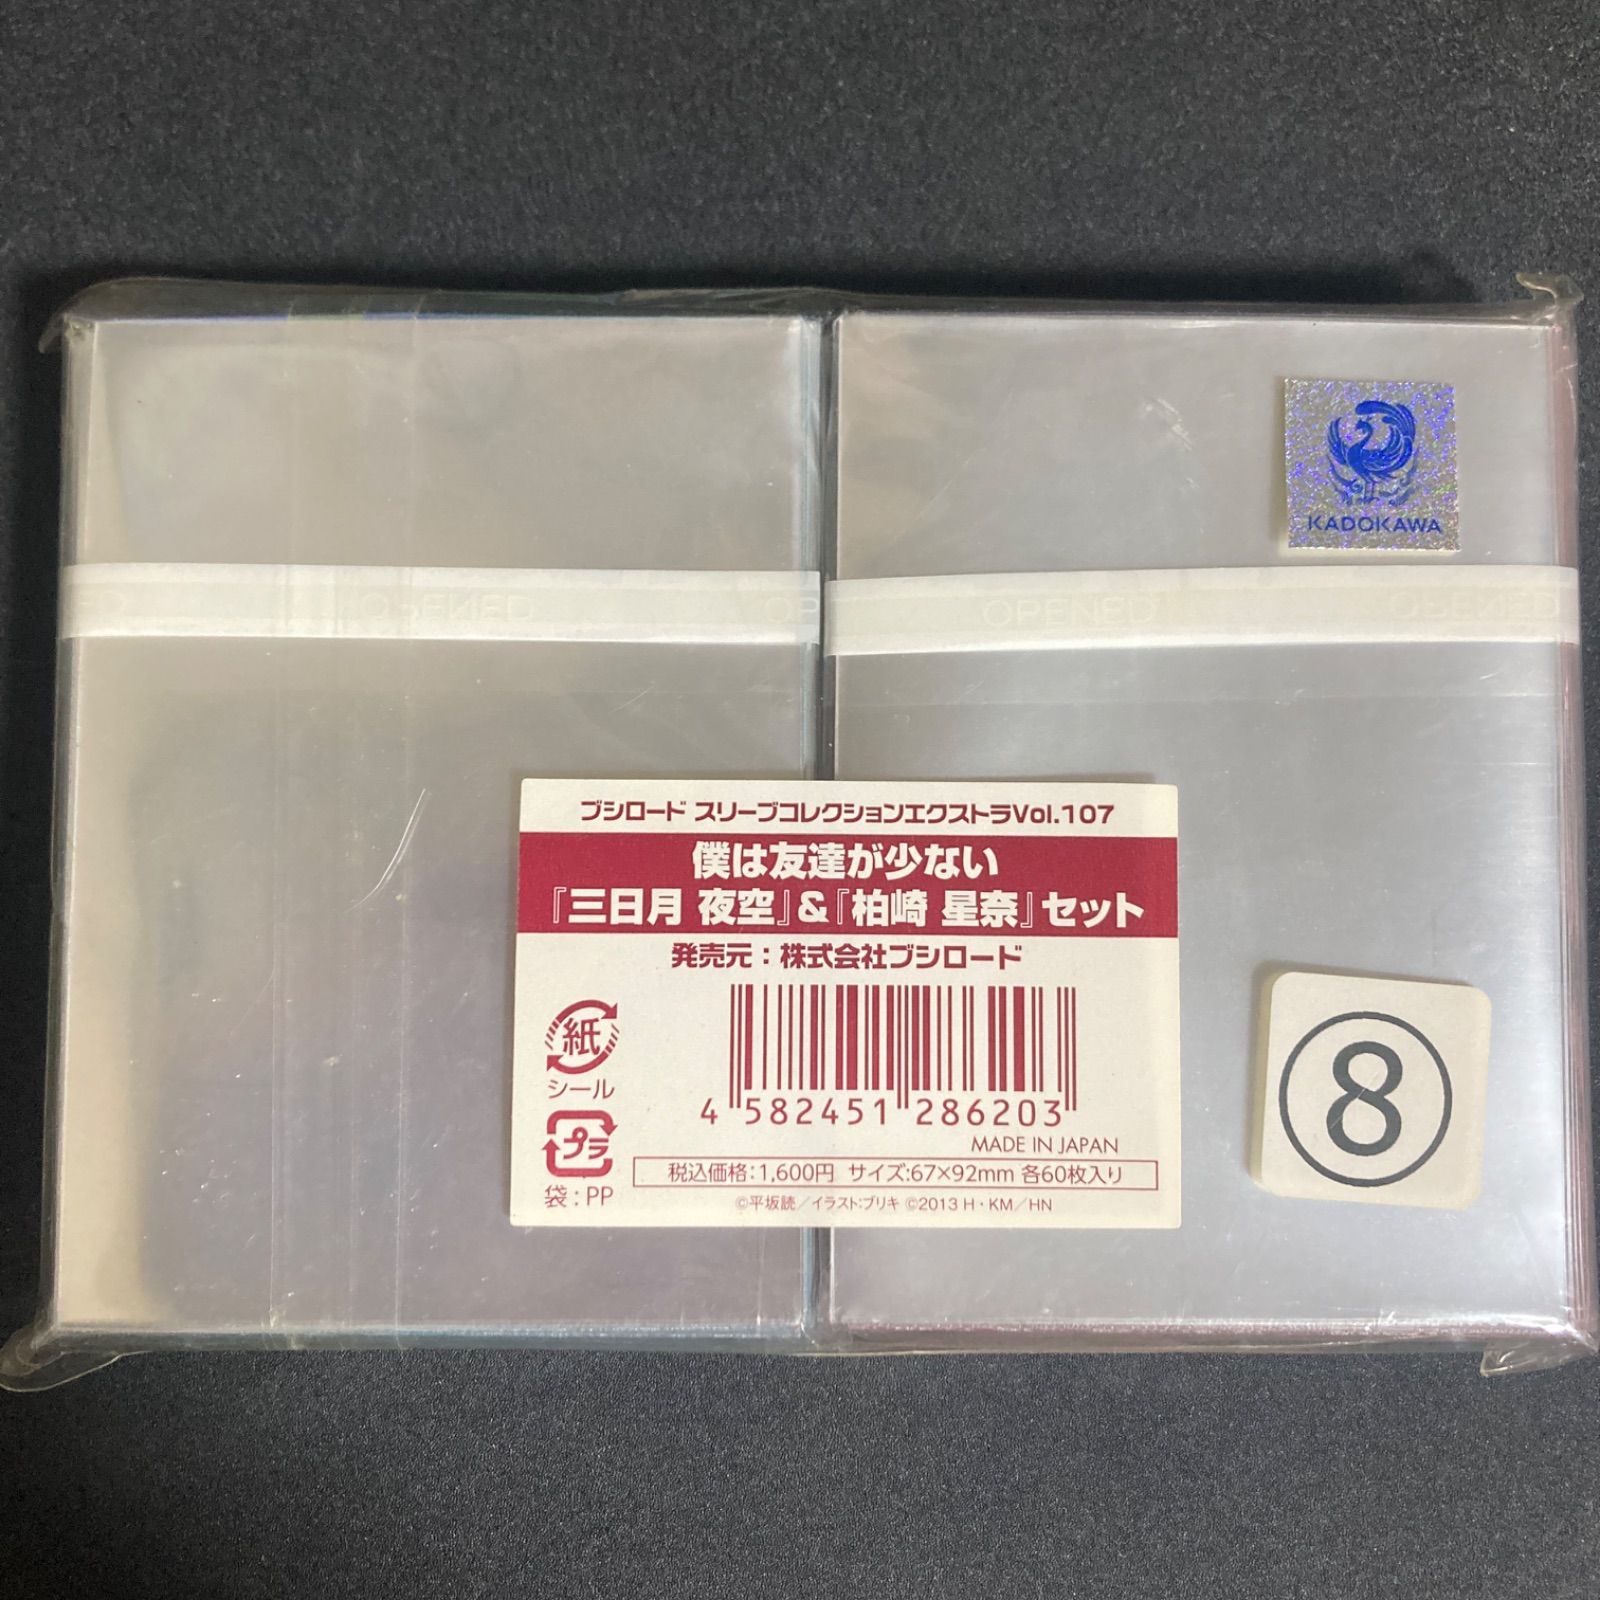 KADOKAWA
OPENED OP OPENED OPENED
ブシロード スリーブコレクションエクストラVol.107
僕は友達が少ない
『三日月 夜空』&『柏崎 星奈』セット
発売元:株式会社ブシロード
紙
シール
プラ
袋:PP
4 582451 286203
MADE IN JAPAN
税込価格:1,600円 サイズ:67×92mm 各60枚入り
©平坂読/イラスト:ブリキ ©2013 H・KM/HN
8